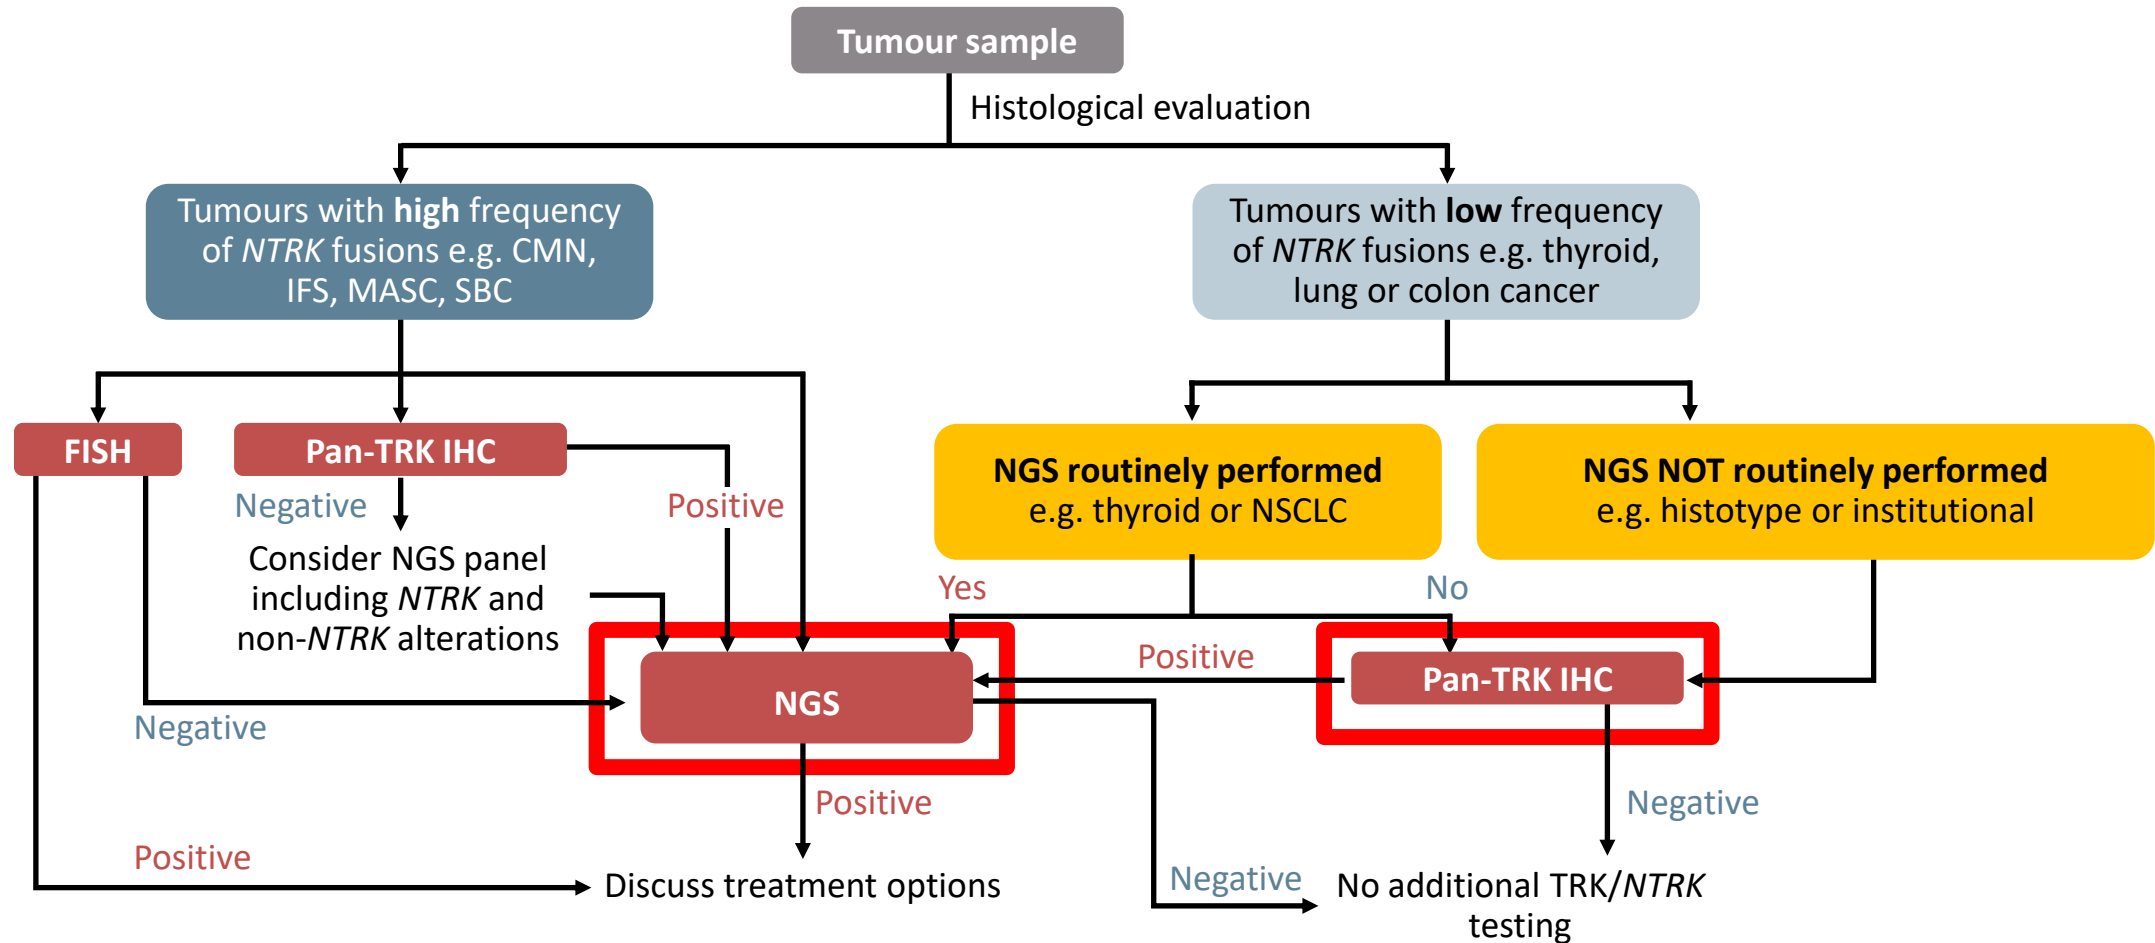 Tumour sample
Histological evaluation
Tumours with high frequency
of NTRK fusions e.g. CMN,
IFS, MASC, SBC
Tumours with low frequency
of NTRK fusions e.g. thyroid,
lung or colon cancer
FISH
Pan-TRK IHC
NGS routinely performed
e.g. thyroid or NSCLC
NGS NOT routinely performed
e.g. histotype or institutional
Negative
Positive
Consider NGS panel
including NTRK and
non-NTRK alterations
Yes
No
Positive
NGS
Pan-TRK IHC
Negative
Positive
Negative
Positive
Discuss treatment options
Negative
No additional TRK/NTRK
testing